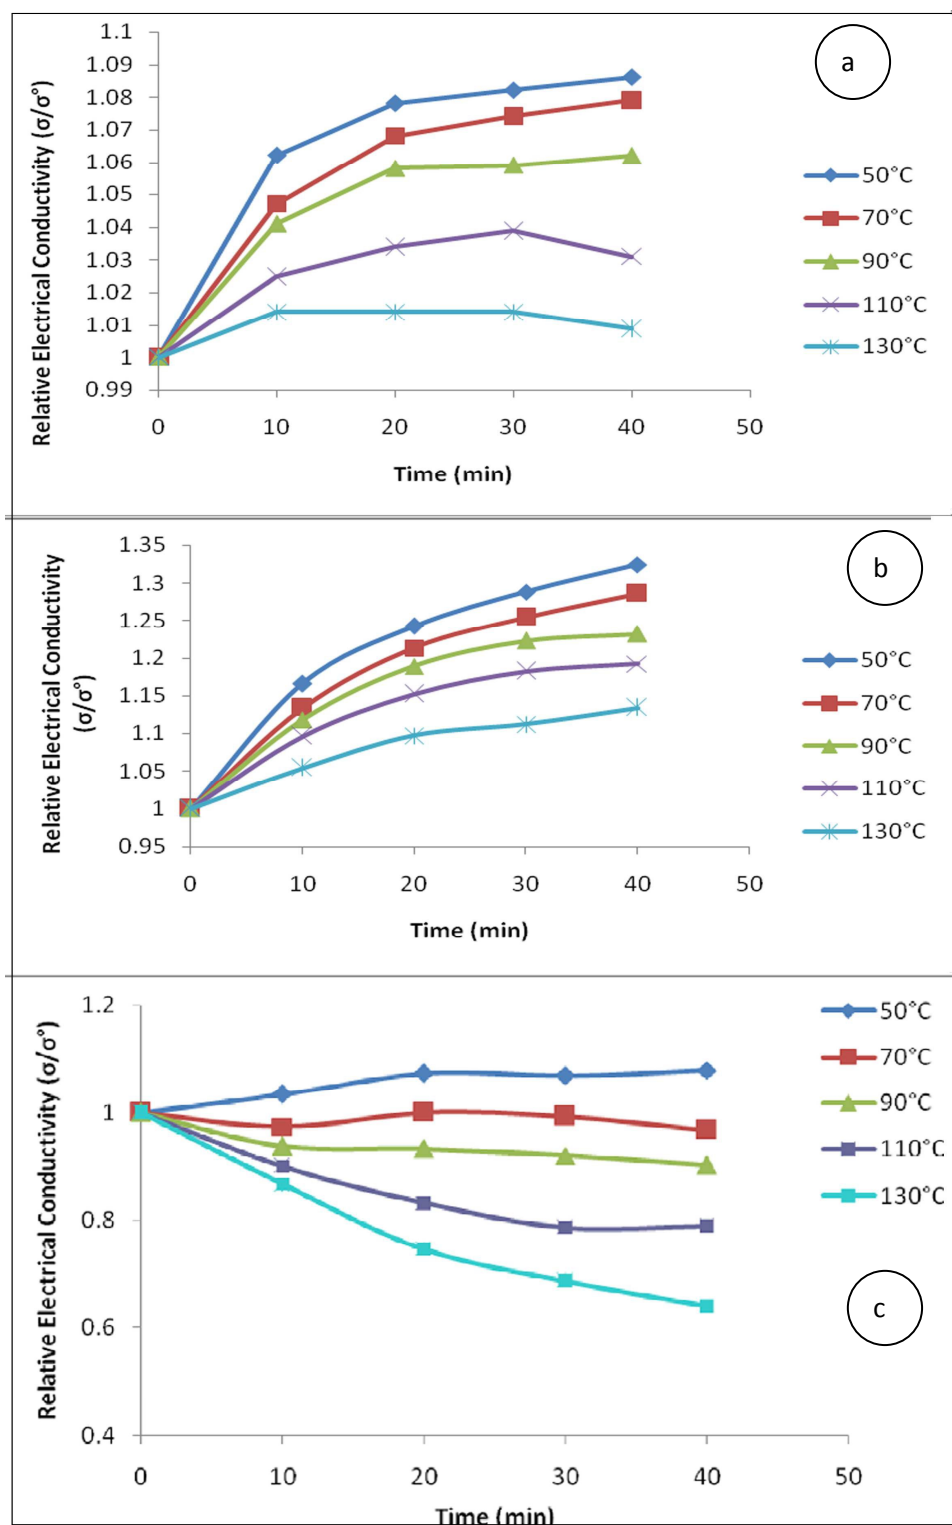 a
Relative Electrical Conductivity (σ/σ°)
1.1
1.09
1.08
1.07
1.06
1.05
1.04
1.03
1.02
1.01
1
0.99
0 10 20 30 40 50
Time (min)
50°C
70°C
90°C
110°C
130°C
b
Relative Electrical Conductivity
(σ/σ°)
1.35
1.3
1.25
1.2
1.15
1.1
1.05
1
0.95
0 10 20 30 40 50
Time (min)
50°C
70°C
90°C
110°C
130°C
c
Relative Electrical Conductivity (σ/σ°)
1.2
1
0.8
0.6
0.4
0 10 20 30 40 50
Time (min)
50°C
70°C
90°C
110°C
130°C